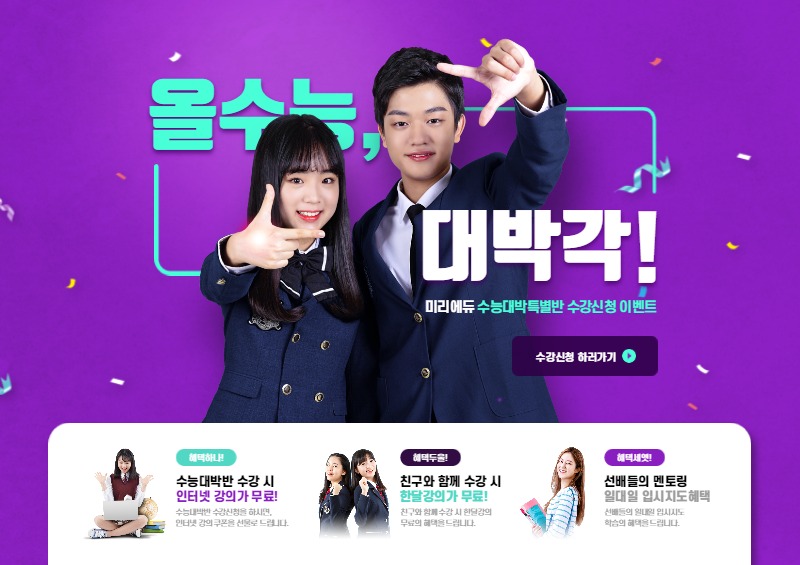 올수능,
대박각!
미리에듀 수능대박특별반 수강신청 이벤트
수강신청 하러가기
혜택하나!
수능대박반 수강 시
인터넷 강의가 무료!
수능대박반 수강신청을 하시면,
인터넷 강의 쿠폰을 선물로 드립니다.
혜택두울!
친구와 함께 수강 시
한달강의가 무료!
친구와 함께 수강 시 한달강의
무료의 혜택을 드립니다.
혜택세엣!
선배들의 멘토링
일대일 입시지도혜택
선배들의 일대일 입시지도
학습의 혜택을 드립니다.